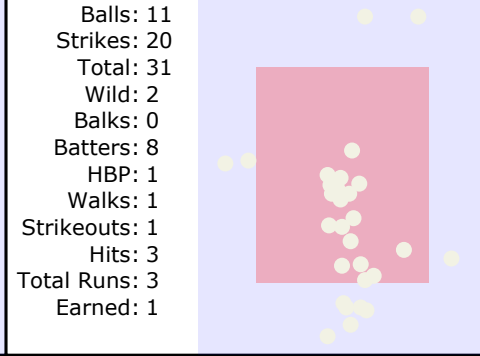 Balls: 11
Strikes: 20
Total: 31
Wild: 2
Balks: 0
Batters: 8
HBP: 1
Walks: 1
Strikeouts: 1
Hits: 3
Total Runs: 3
Earned: 1